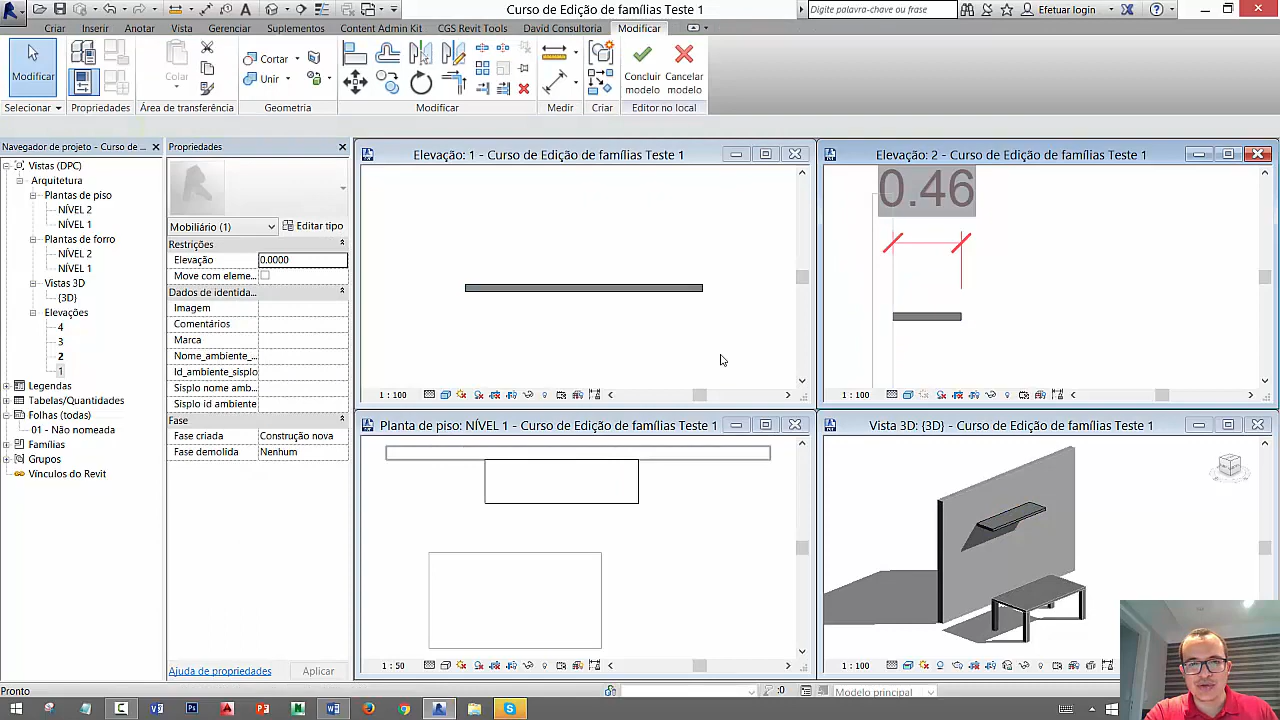 Curso de Edição de famílias Teste 1
Digite palavra-chave ou frase
Efetuar login
Criar Inserir Anotar Vista Gerenciar Suplementos Content Admin Kit CGS Revit Tools David Consultoria Modificar
Modificar
Colar
Cortar
Unir
Concluir modelo
Cancelar modelo
Selecionar Propriedades Área de transferência Geometria Modificar Medir Criar Editor no local
Navegador de projeto - Curso de ...
Vistas (DPC)
Arquitetura
Plantas de piso
NÍVEL 2
NÍVEL 1
Plantas de forro
NÍVEL 2
NÍVEL 1
Vistas 3D
{3D}
Elevações
4
3
2
1
Legendas
Tabelas/Quantidades
Folhas (todas)
01 - Não nomeada
Famílias
Grupos
Vínculos do Revit
Propriedades
Mobiliário (1)
Editar tipo
Restrições
Elevação 0.0000
Move com eleme...
Dados de identida...
Imagem
Comentários
Marca
Nome_ambiente_...
Id_ambiente_sisplo
Sisplo nome amb...
Sisplo id ambiente
Fase
Fase criada Construção nova
Fase demolida Nenhum
Ajuda de propriedades
Aplicar
Elevação: 1 - Curso de Edição de famílias Teste 1
1 : 100
Elevação: 2 - Curso de Edição de famílias Teste 1
0.46
1 : 100
Planta de piso: NÍVEL 1 - Curso de Edição de famílias Teste 1
1 : 50
Vista 3D: {3D} - Curso de Edição de famílias Teste 1
1 : 100
Pronto
:0
Modelo principal